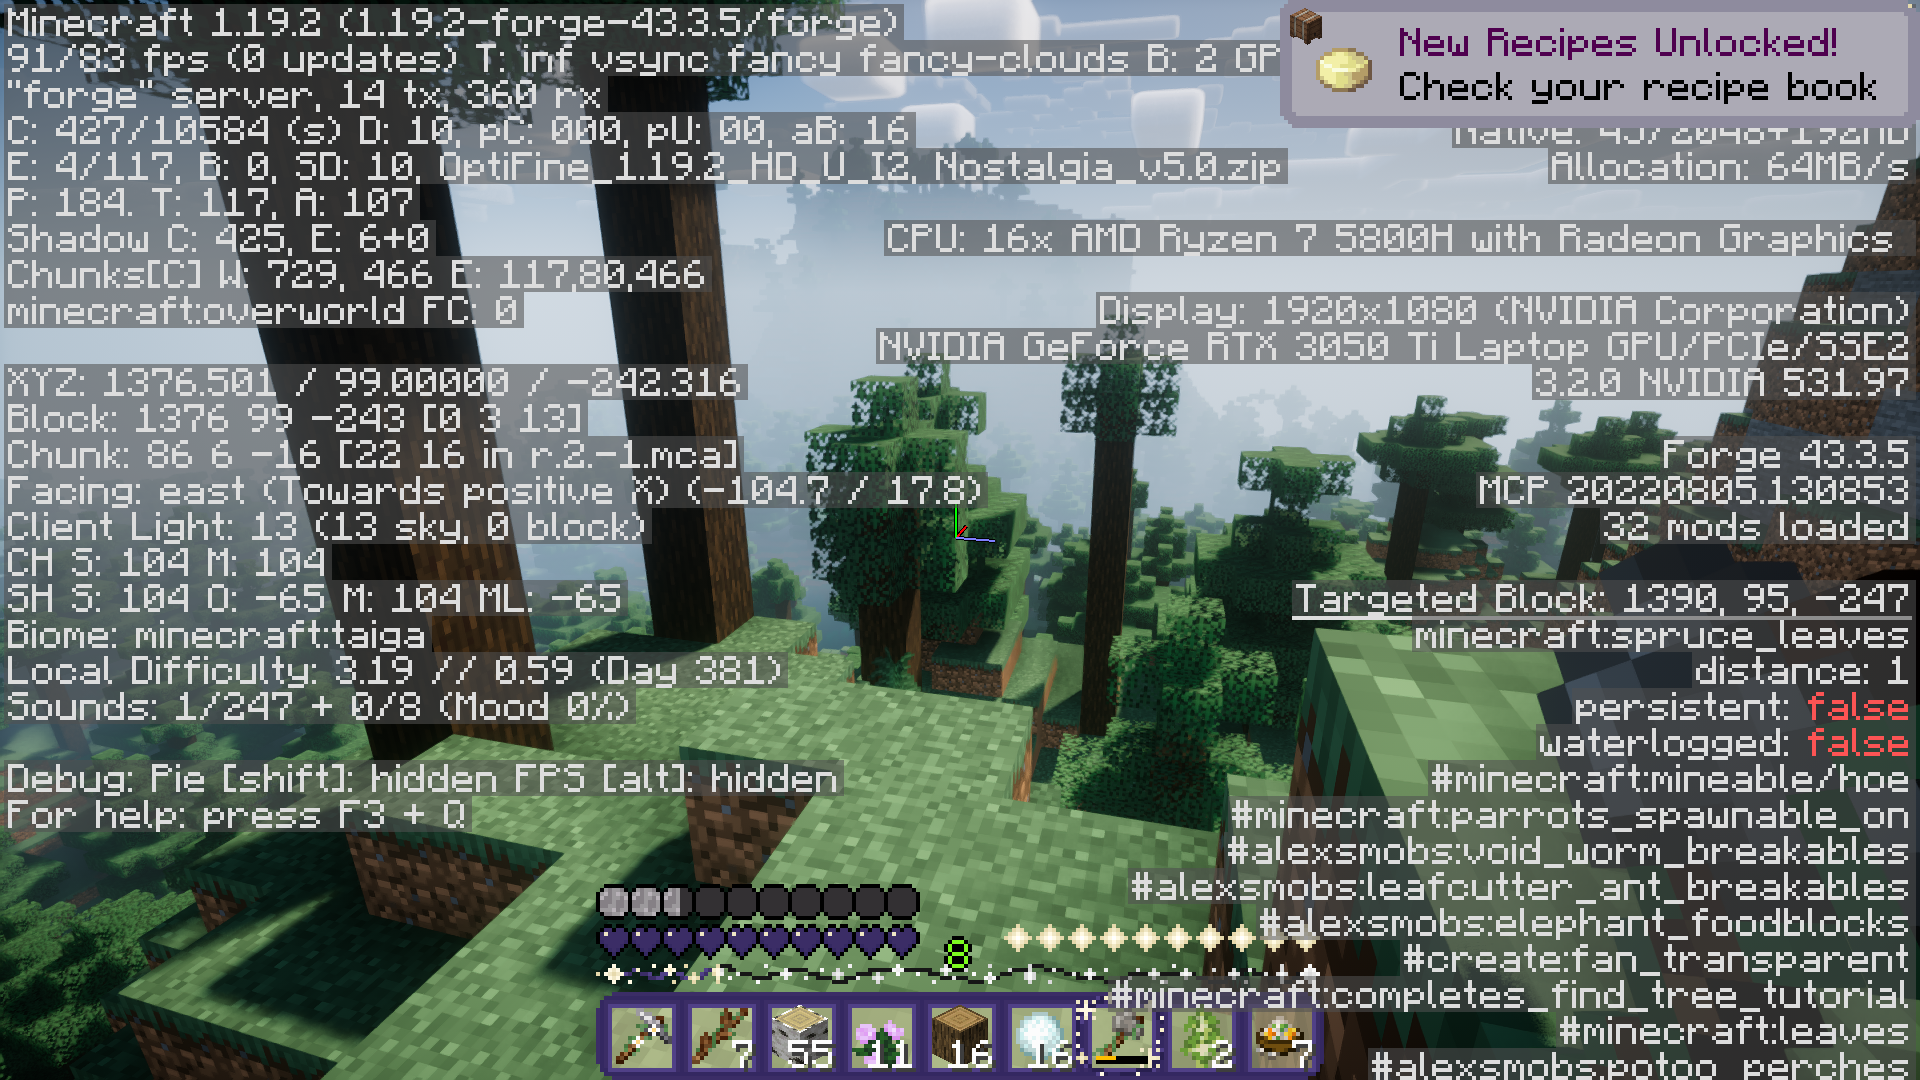 Minecraft 1.19.2 (1.19.2-forge-43.3.5/forge)
91/83 fps (0 updates) T: inf vsync fancy fancy-clouds B: 2 GP
"forge" server, 14 tx, 360 rx
C: 427/10584 (s) D: 10, pC: 000, pU: 00, aB: 16
E: 4/117, B: 0, SD: 10, OptiFine_1.19.2_HD_U_I2, Nostalgia_v5.0.zip
P: 184. T: 117, A: 107
Shadow C: 425, E: 6+0
Chunks[C] W: 729, 466 E: 117,80,466
minecraft:overworld FC: 0
XYZ: 1376.501 / 99.00000 / -242.316
Block: 1376 99 -243 [0 3 13]
Chunk: 86 6 -16 [22 16 in r.2.-1.mca]
Facing: east (Towards positive X) (-104.7 / 17.8)
Client Light: 13 (13 sky, 0 block)
CH S: 104 M: 104
SH S: 104 O: -65 M: 104 ML: -65
Biome: minecraft:taiga
Local Difficulty: 3.19 // 0.59 (Day 381)
Sounds: 1/247 + 0/8 (Mood 0%)
Debug: Pie [shift]: hidden FPS [alt]: hidden
For help: press F3 + Q
New Recipes Unlocked!
Check your recipe book
Native: 45/2048+192MB
Allocation: 64MB/s
CPU: 16x AMD Ryzen 7 5800H with Radeon Graphics
Display: 1920x1080 (NVIDIA Corporation)
NVIDIA GeForce RTX 3050 Ti Laptop GPU/PCIe/SSE2
3.2.0 NVIDIA 531.97
Forge 43.3.5
MCP 20220805.130853
32 mods loaded
Targeted Block: 1390, 95, -247
minecraft:spruce_leaves
distance: 1
persistent: false
waterlogged: false
#minecraft:mineable/hoe
#minecraft:parrots_spawnable_on
#alexsmobs:void_worm_breakables
#alexsmobs:leafcutter_ant_breakables
#alexsmobs:elephant_foodblocks
#create:fan_transparent
#minecraft:completes_find_tree_tutorial
#minecraft:leaves
#alexsmobs:potoo_perches
8
7 55 11 16 16 2 7